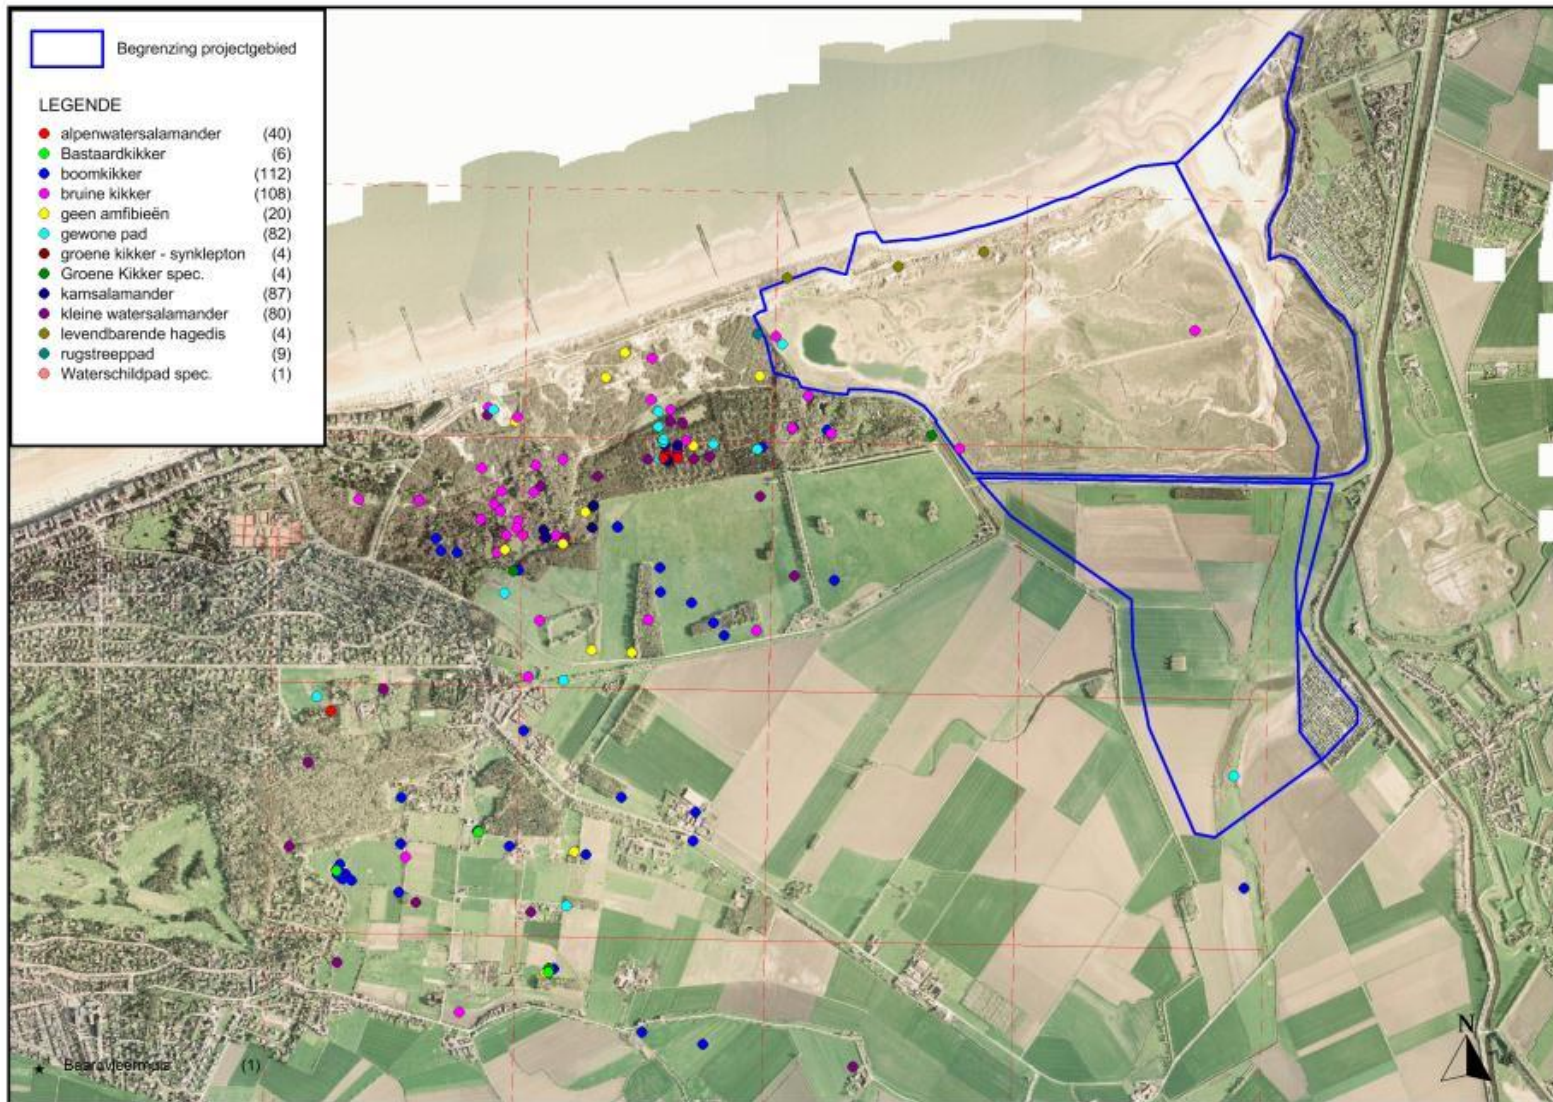 Begrenzing projectgebied
LEGENDE
alpenwatersalamander (40)
Bastaardkikker (6)
boomkikker (112)
bruine kikker (108)
geen amfibieën (20)
gewone pad (82)
groene kikker - synklepton (4)
Groene Kikker spec. (4)
kamsalamander (87)
kleine watersalamander (80)
levendbarende hagedis (4)
rugstreeppad (9)
Waterschildpad spec. (1)
N
Baardvleermuis (1)